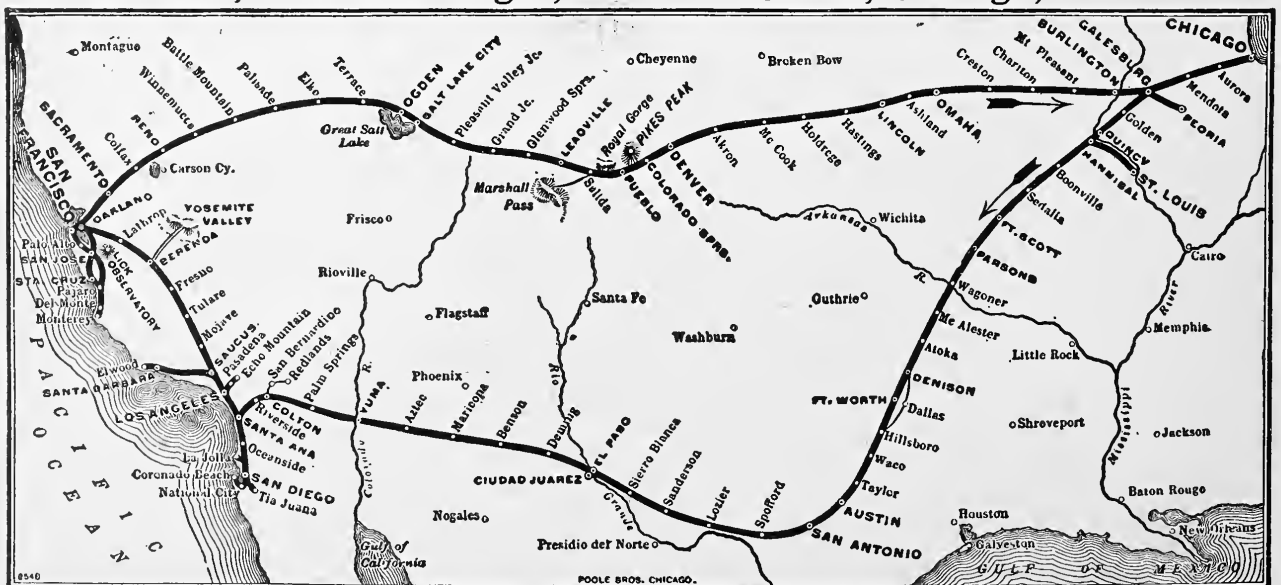 Montague
Battle Mountain
Winnemucca
Palisade
Elko
Terrace
OGDEN
SALT LAKE CITY
Great Salt
Lake
Pleasant Valley Jc.
Grand Jc.
Glenwood Sprs.
LEADVILLE
Royal Gorge
PIKES PEAK
Cheyenne
Broken Bow
Marshall
Pass
Salida
PUEBLO
COLORADO SPRS.
DENVER
Akron
Mc Cook
Holdrege
Hastings
LINCOLN
Ashland
OMAHA
Creston
Chariton
Mt Pleasant
BURLINGTON
GALESBURG
CHICAGO
Aurora
Mendota
PEORIA
Golden
QUINCY
HANNIBAL
ST. LOUIS
Boonville
Sedalia
FT. SCOTT
PARSONS
Wagoner
Mc Alester
Atoka
DENISON
FT. WORTH
Dallas
Hillsboro
Waco
Taylor
AUSTIN
SAN ANTONIO
Spofford
Lozier
Sanderson
Sierro Blanca
EL PASO
CIUDAD JUAREZ
Deming
Benson
Maricopa
Aztec
YUMA
Palm Springs
Redlands
San Bernardino
COLTON
Riverside
SANTA ANA
Oceanside
La Jolla
Coronado Beach
SAN DIEGO
National City
Tia Juana
LOS ANGELES
Echo Mountain
Pasadena
SAUGUS
Elwood
SANTA BARBARA
Mojave
Tulare
Fresno
BERENDA
YOSEMITE
VALLEY
Lathrop
LICK
OBSERVATORY
OAKLAND
SAN
FRANCISCO
SACRAMENTO
Colfax
RENO
Carson Cy.
Palo Alto
SAN JOSE
STA CRUZ
Pajaro
Del Monte
Monterey
PACIFIC
OCEAN
Frisco
Rioville
Flagstaff
Phoenix
Colorado R.
Nogales
Gulf of
California
Santa Fe
Rio
Grande
Presidio del Norte
Washburn
Guthrie
Wichita
Arkansas R.
Little Rock
Cairo
Memphis
Mississippi
River
Shreveport
Jackson
Baton Rouge
New Orleans
Houston
Galveston
GULF OF MEXICO
8540
POOLE BROS. CHICAGO.